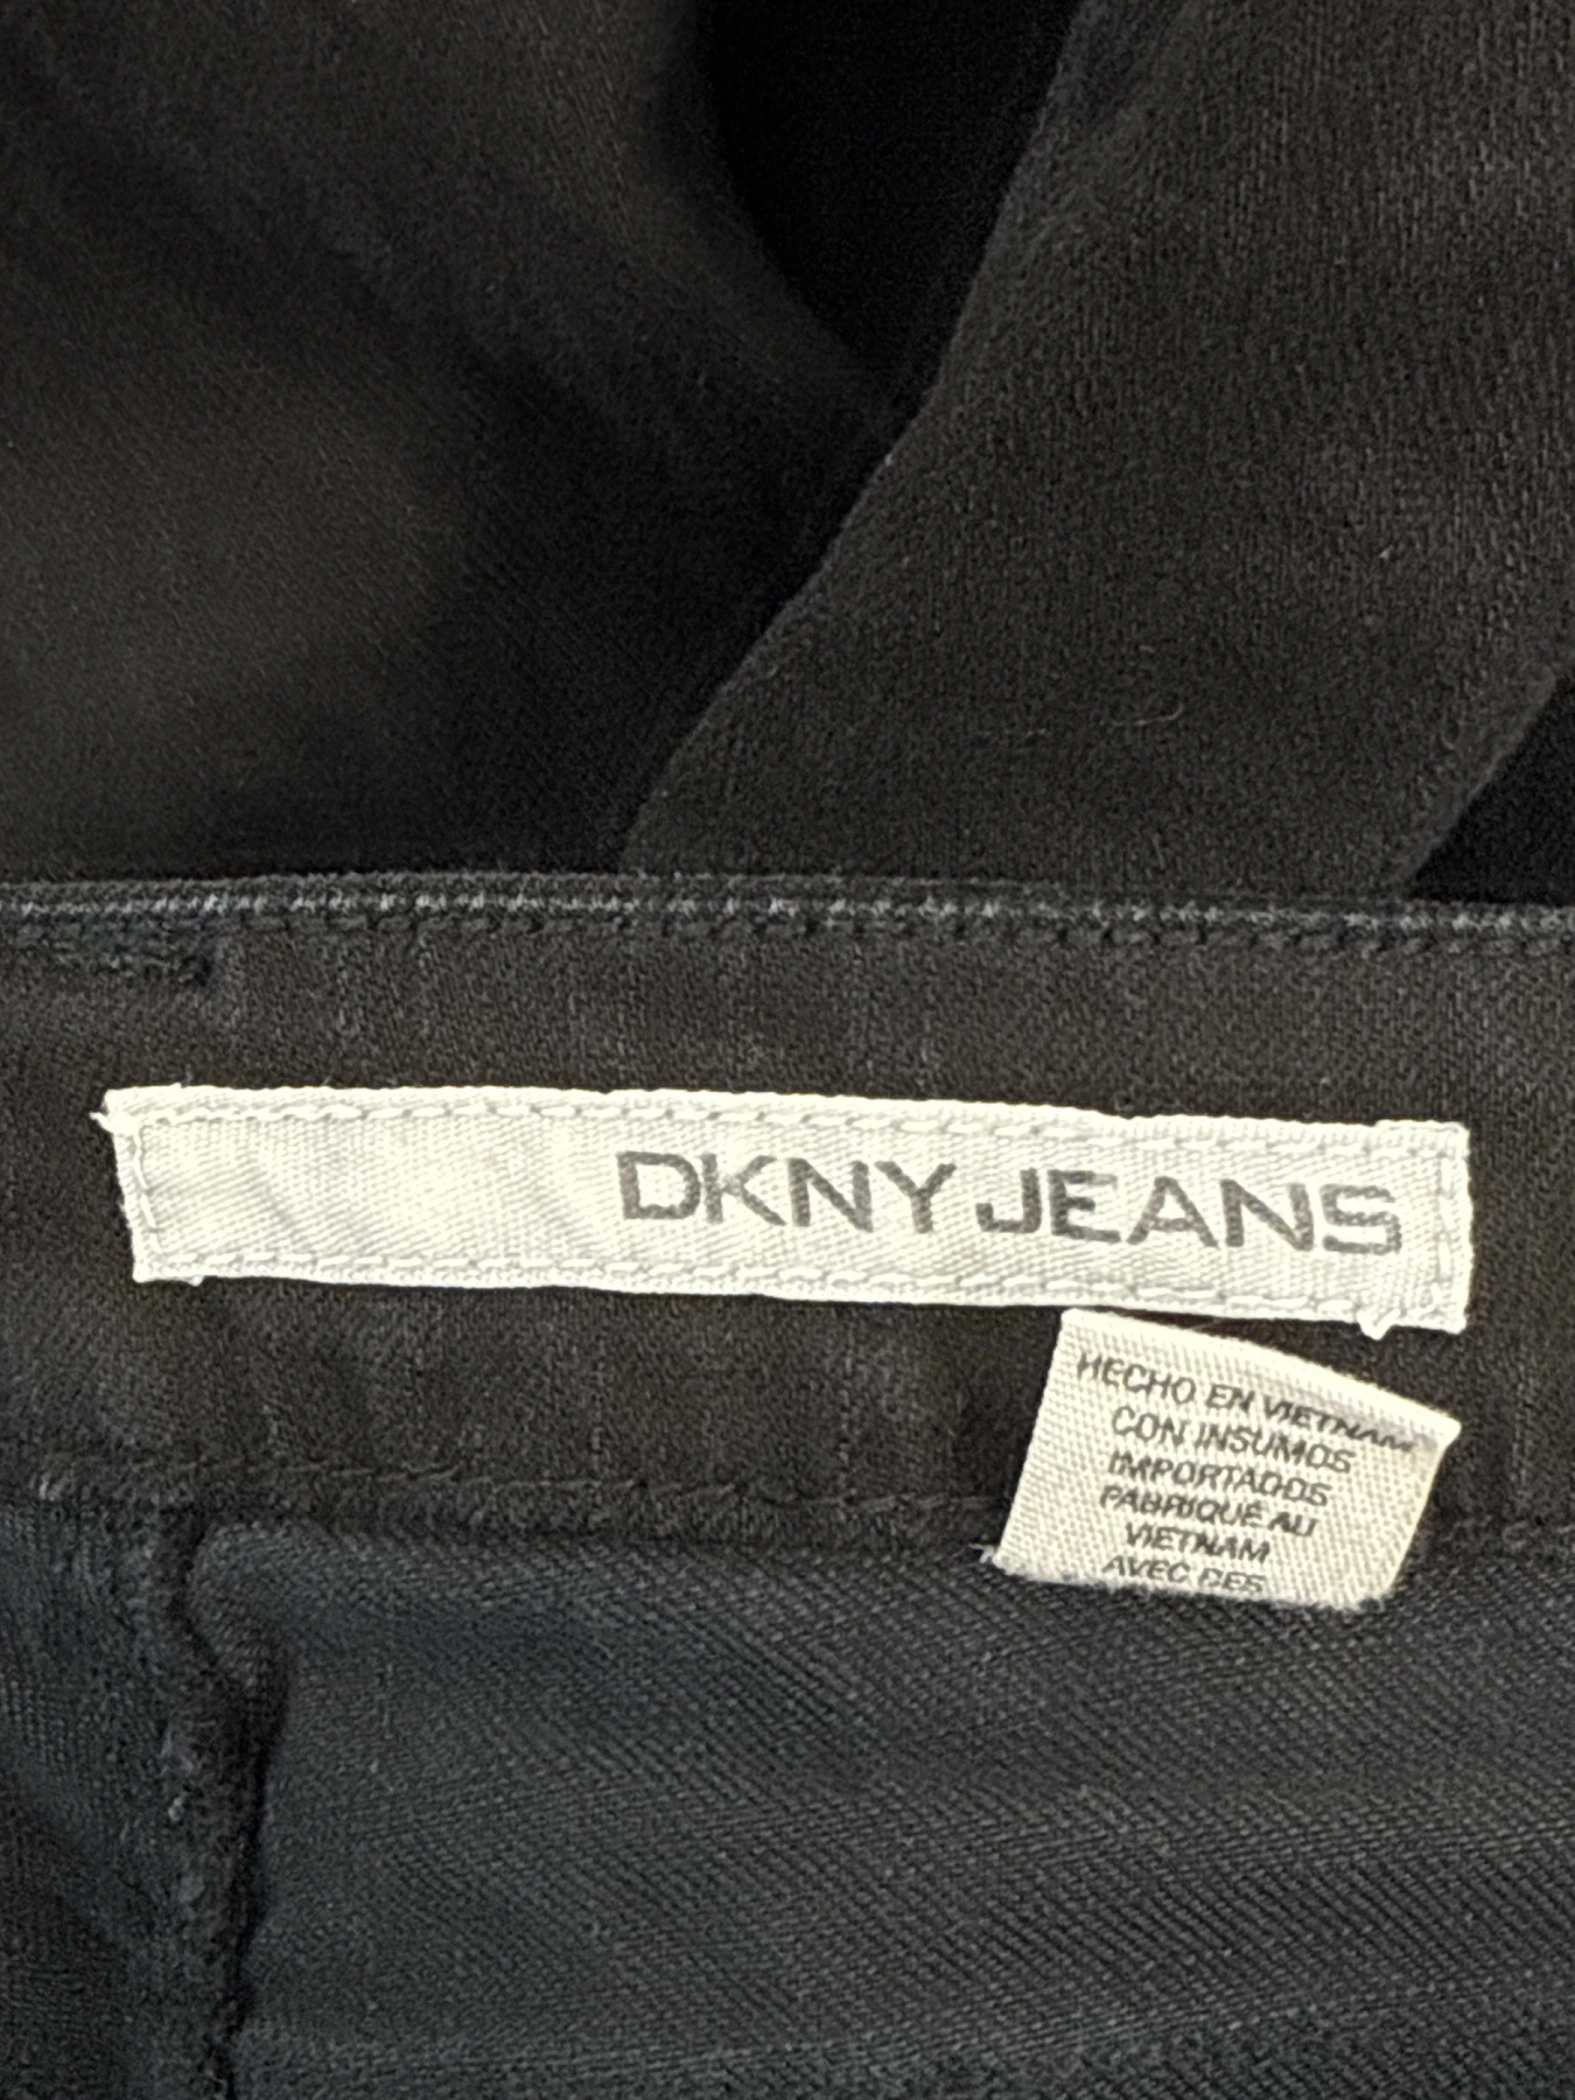 DKNY JEANS
HECHO EN VIETNAM
CON INSUMOS
IMPORTADOS
FABRIQUÉ AU
VIETNAM
AVEC DES